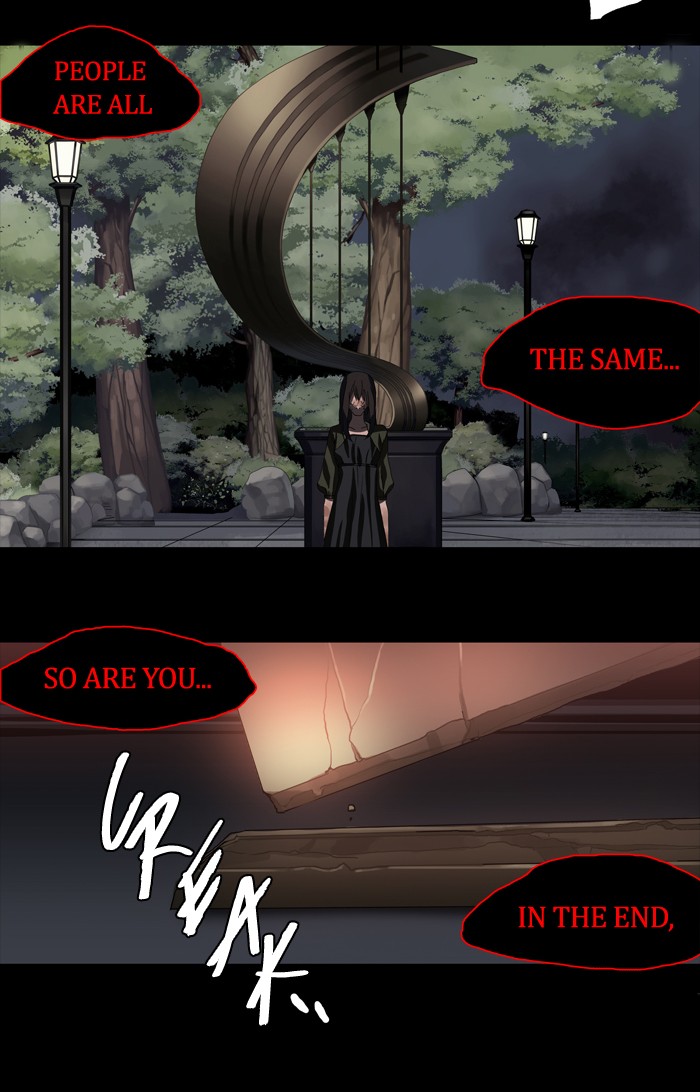 PEOPLE
ARE ALL
THE SAME...
SO ARE YOU...
CREAK...
IN THE END,